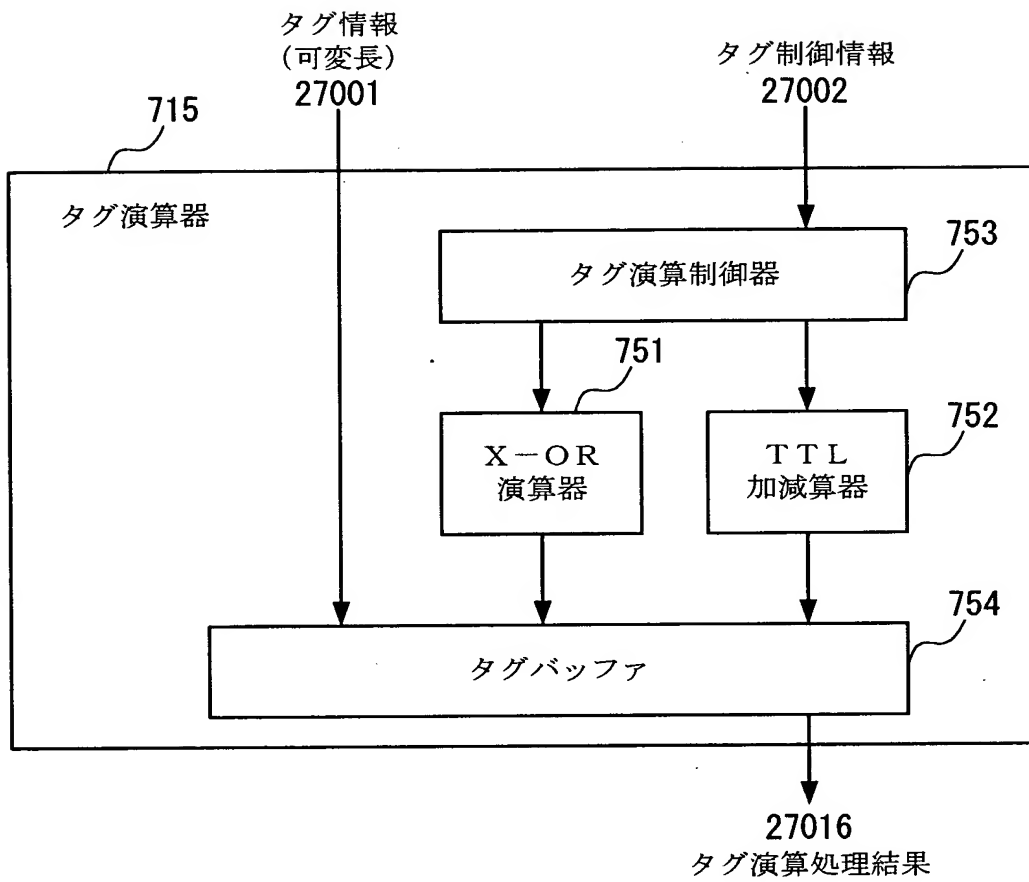 タグ情報
(可変長)
27001
タグ制御情報
27002
715
タグ演算器
753
タグ演算制御器
751
X－OR
演算器
752
TTL
加減算器
754
タグバッファ
27016
タグ演算処理結果